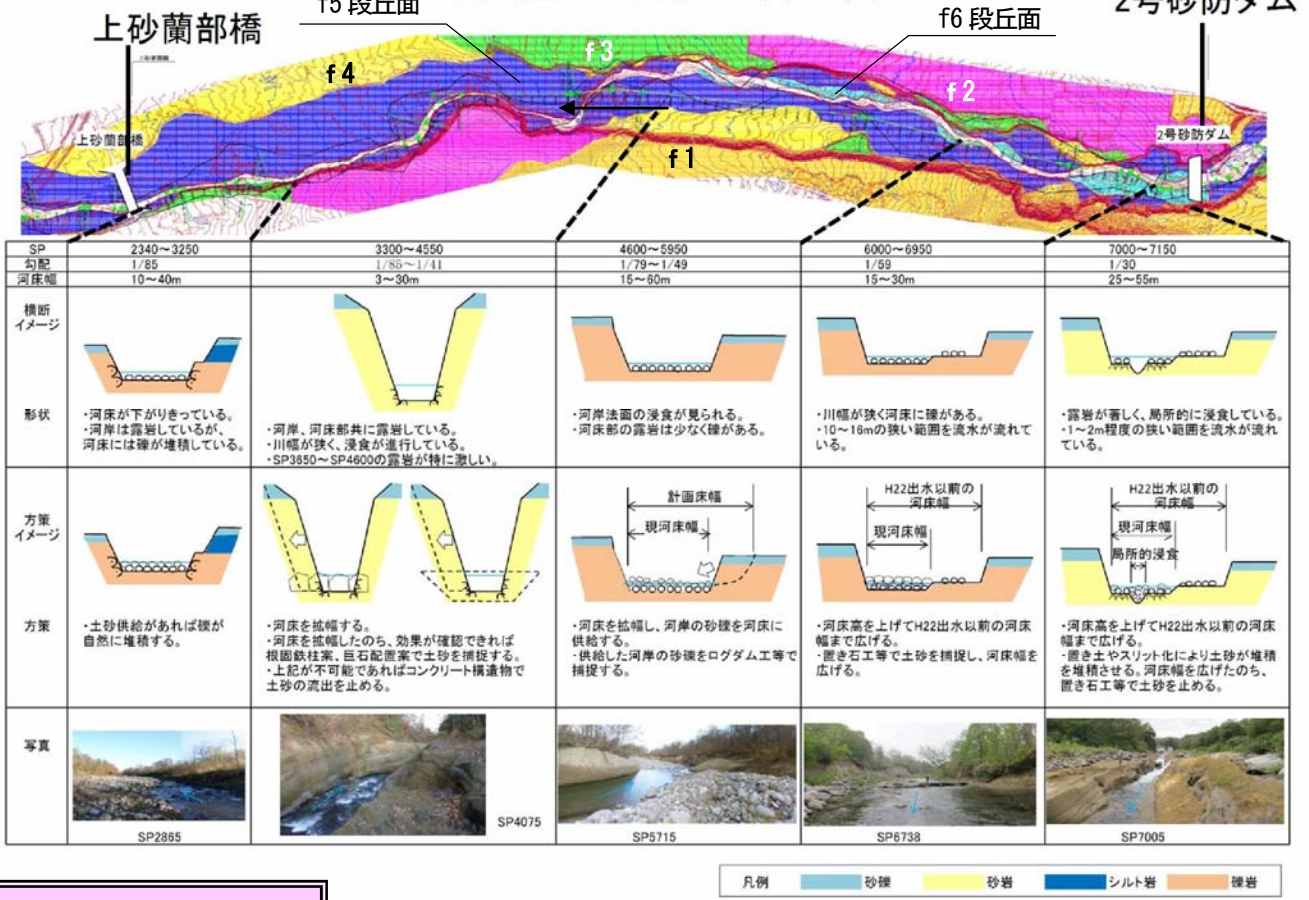 f5 段丘面
f6 段丘面
2号砂防ダム
上砂蘭部橋
f3
f4
f2
上砂蘭部橋
2号砂防ダム
f1
SP 2340～3250 3300～4550 4600～5950 6000～6950 7000～7150
勾配 1/85 1/85～1/41 1/79～1/49 1/59 1/30
河床幅 10～40m 3～30m 15～60m 15～30m 25～55m
横断
イメージ
形状
・河床が下がりきっている。
・河岸は露岩しているが、
河床には礫が堆積している。
・河岸、河床部共に露岩している。
・川幅が狭く、浸食が進行している。
・SP3650～SP4600の露岩が特に激しい。
・河岸法面の浸食が見られる。
・河床部の露岩は少なく礫がある。
・川幅が狭く河床に礫がある。
・10～16mの狭い範囲を流水が流れて
いる。
・露岩が著しく、局所的に浸食している。
・1～2m程度の狭い範囲を流水が流れ
ている。
方策
イメージ
計画床幅
現河床幅
H22出水以前の
河床幅
現河床幅
H22出水以前の
河床幅
現河床幅
局所的浸食
方策
・土砂供給があれば礫が
自然に堆積する。
・河床を拡幅する。
・河床を拡幅したのち、効果が確認できれば
根固鉄柱案、巨石配置案で土砂を捕捉する。
・上記が不可能であればコンクリート構造物で
土砂の流出を止める。
・河床を拡幅し、河岸の砂礫を河床に
供給する。
・供給した河岸の砂礫をログダム工等で
捕捉する。
・河床高を上げてH22出水以前の河床
幅まで広げる。
・置き石工等で土砂を捕捉し、河床幅を
広げる。
・河床高を上げてH22出水以前の河床
幅まで広げる。
・置き土やスリット化により土砂が堆積
を堆積させる。河床幅を広げたのち、
置き石工等で土砂を止める。
写真
SP2865
SP4075
SP5715
SP6738
SP7005
凡例 砂礫 砂岩 シルト岩 礫岩